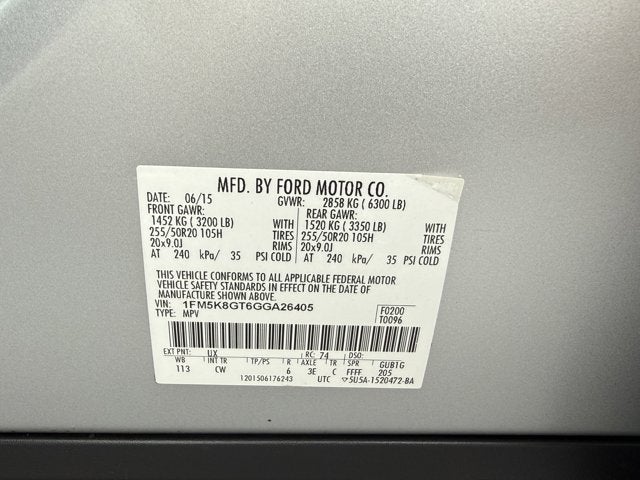 MFD. BY FORD MOTOR CO.
DATE: 06/15 GVWR: 2858 KG ( 6300 LB)
FRONT GAWR: REAR GAWR:
1452 KG ( 3200 LB) WITH 1520 KG ( 3350 LB) WITH
255/50R20 105H TIRES 255/50R20 105H TIRES
20x9.0J RIMS 20x9.0J RIMS
AT 240 kPa/ 35 PSI COLD AT 240 kPa/ 35 PSI COLD
THIS VEHICLE CONFORMS TO ALL APPLICABLE FEDERAL MOTOR
VEHICLE SAFETY STANDARDS IN EFFECT ON THE DATE OF
MANUFACTURE SHOWN ABOVE.
VIN: 1FM5K8GT6GGA26405 F0200
TYPE: MPV T0096
EXT PNT: UX RC: 74 DSO:
WB INT TR TP/PS R AXLE TR SPR GUB1G
113 CW 6 3E C FFFF 205
1201506176243 UTC 5U5A-1520472-BA